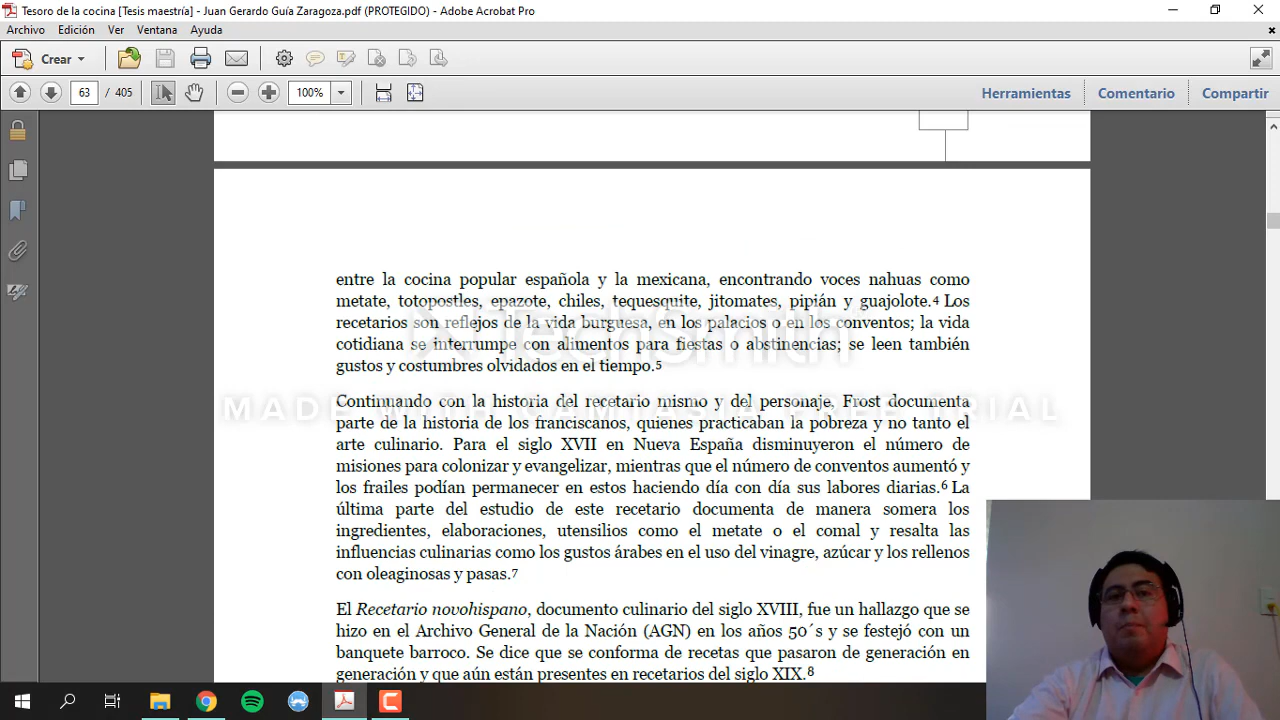 Tesoro de la cocina [Tesis maestría] - Juan Gerardo Guía Zaragoza.pdf (PROTEGIDO) - Adobe Acrobat Pro
Archivo Edición Ver Ventana Ayuda
Crear
63 / 405 100% Herramientas Comentario Compartir
entre la cocina popular española y la mexicana, encontrando voces nahuas como
metate, totopostles, epazote, chiles, tequesquite, jitomates, pipián y guajolote.4 Los
recetarios son reflejos de la vida burguesa, en los palacios o en los conventos; la vida
cotidiana se interrumpe con alimentos para fiestas o abstinencias; se leen también
gustos y costumbres olvidados en el tiempo.5
TechSmith
MADE WITH CAMTASIA FREE TRIAL
Continuando con la historia del recetario mismo y del personaje, Frost documenta
parte de la historia de los franciscanos, quienes practicaban la pobreza y no tanto el
arte culinario. Para el siglo XVII en Nueva España disminuyeron el número de
misiones para colonizar y evangelizar, mientras que el número de conventos aumentó y
los frailes podían permanecer en estos haciendo día con día sus labores diarias.6 La
última parte del estudio de este recetario documenta de manera somera los
ingredientes, elaboraciones, utensilios como el metate o el comal y resalta las
influencias culinarias como los gustos árabes en el uso del vinagre, azúcar y los rellenos
con oleaginosas y pasas.7
El Recetario novohispano, documento culinario del siglo XVIII, fue un hallazgo que se
hizo en el Archivo General de la Nación (AGN) en los años 50´s y se festejó con un
banquete barroco. Se dice que se conforma de recetas que pasaron de generación en
generación y que aún están presentes en recetarios del siglo XIX.8